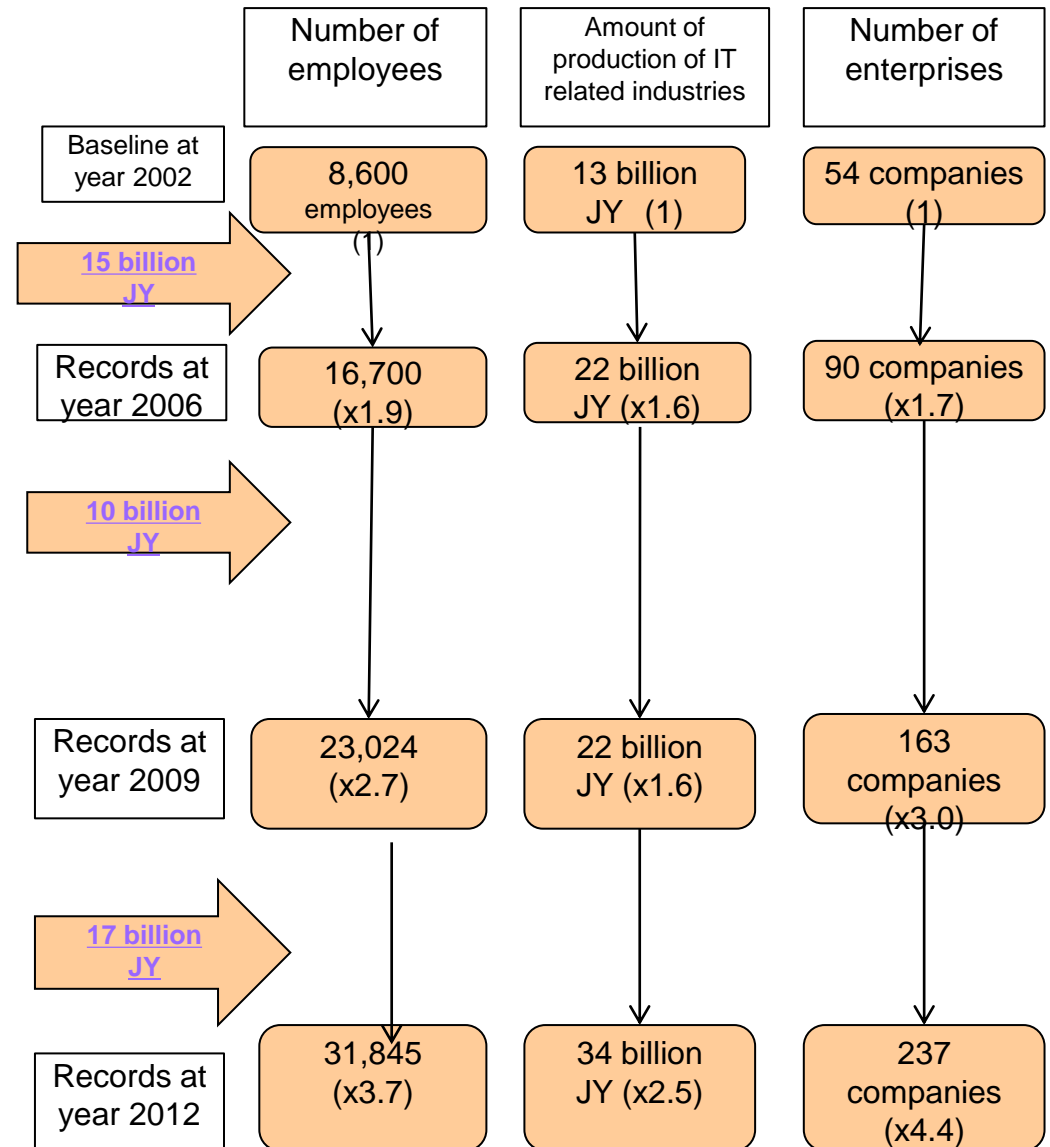 Number of
employees
Amount of
production of IT
related industries
Number of
enterprises
Baseline at
year 2002
8,600
employees
(1)
13 billion
JY (1)
54 companies
(1)
15 billion
JY
Records at
year 2006
16,700
(x1.9)
22 billion
JY (x1.6)
90 companies
(x1.7)
10 billion
JY
Records at
year 2009
23,024
(x2.7)
22 billion
JY (x1.6)
163
companies
(x3.0)
17 billion
JY
Records at
year 2012
31,845
(x3.7)
34 billion
JY (x2.5)
237
companies
(x4.4)